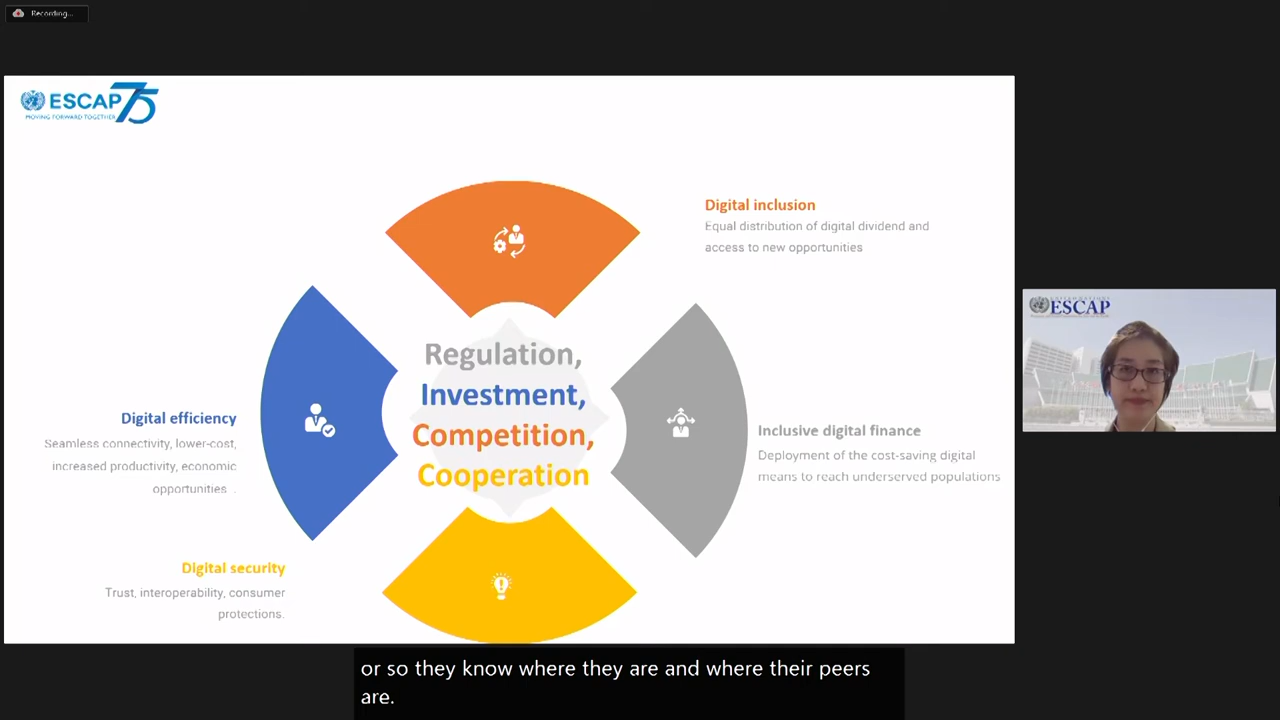 Recording...
ESCAP 75
MOVING FORWARD TOGETHER
Digital inclusion
Equal distribution of digital dividend and
access to new opportunities
Regulation,
Investment,
Competition,
Cooperation
Digital efficiency
Seamless connectivity, lower-cost,
increased productivity, economic
opportunities .
Inclusive digital finance
Deployment of the cost-saving digital
means to reach underserved populations
Digital security
Trust, interoperability, consumer
protections.
ESCAP
or so they know where they are and where their peers
are.